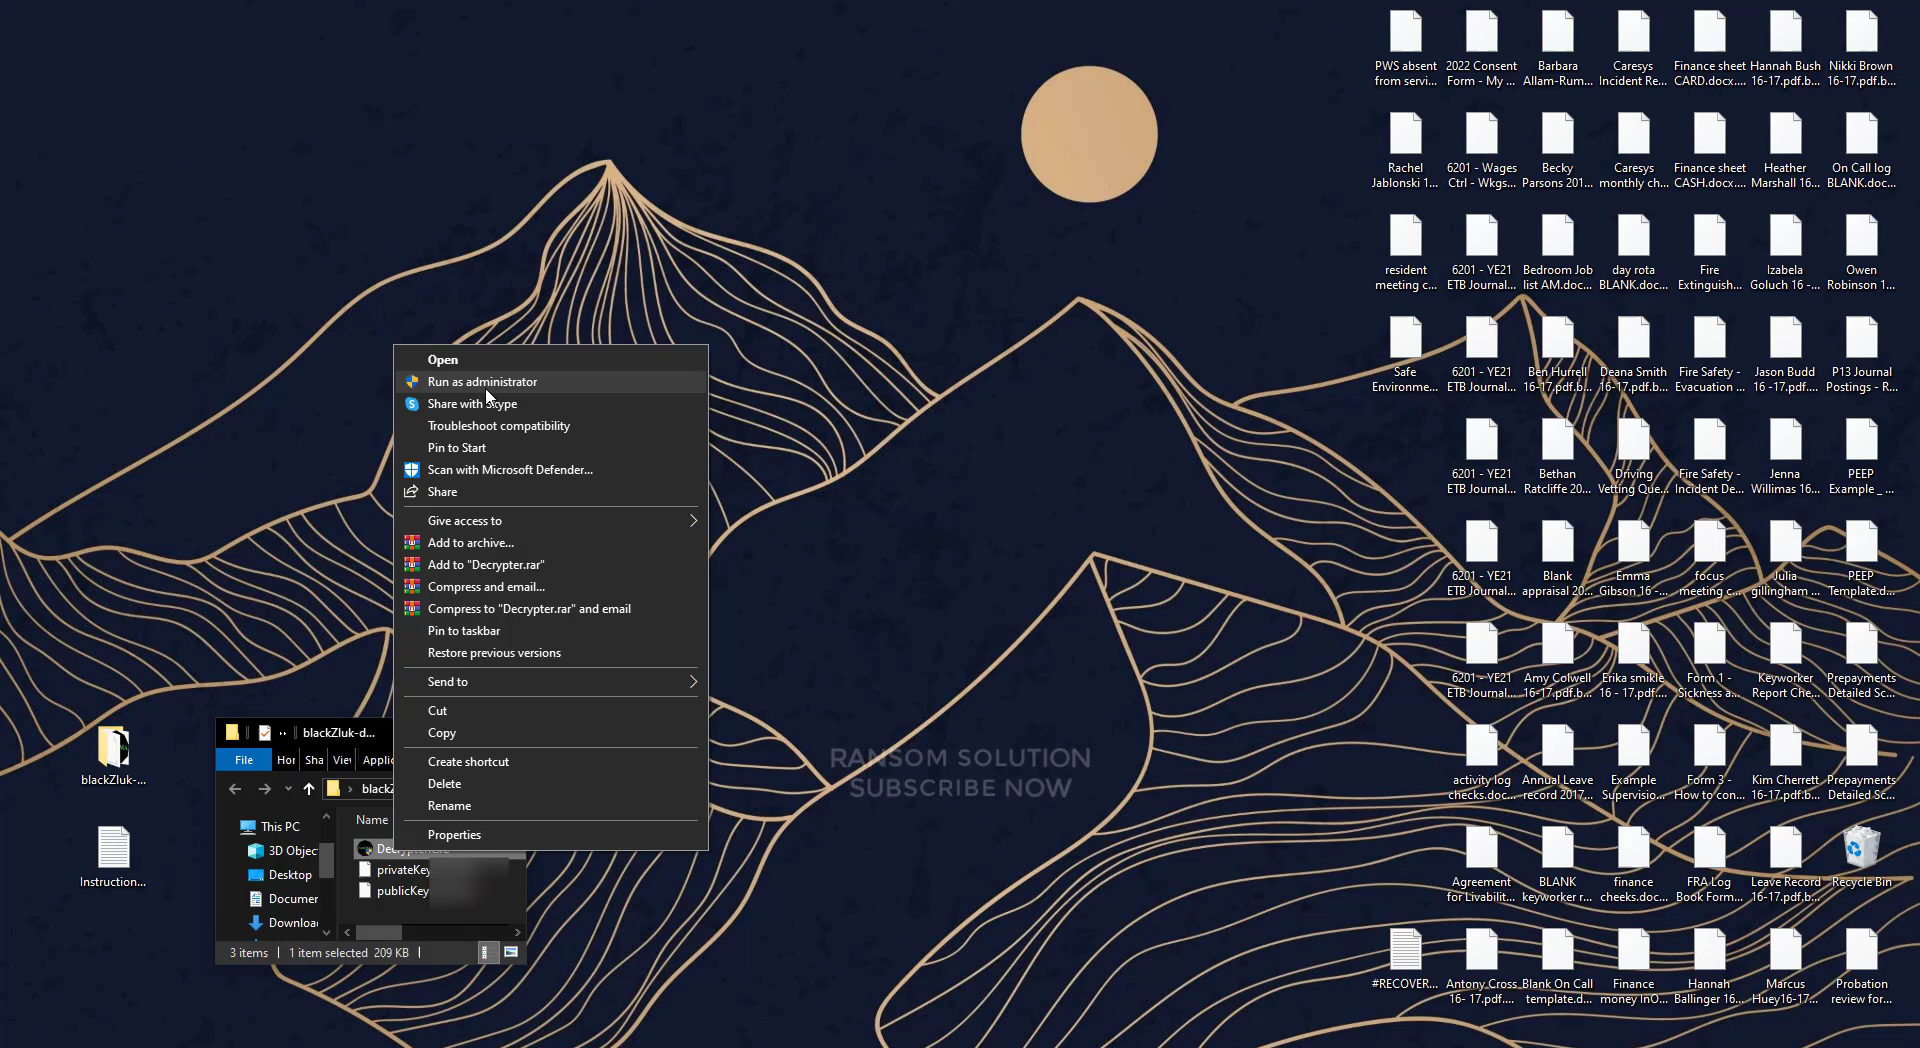 PWS absent
from servi...
2022 Consent
Form - My ...
Barbara
Allam-Rum...
Caresys
Incident Re...
Finance sheet
CARD.docx....
Hannah Bush
16-17.pdf.b...
Nikki Brown
16-17.pdf.b...
Rachel
Jablonski 1...
6201 - Wages
Ctrl - Wkgs...
Becky
Parsons 201...
Caresys
monthly ch...
Finance sheet
CASH.docx....
Heather
Marshall 16...
On Call log
BLANK.doc...
resident
meeting c...
6201 - YE21
ETB Journal...
Bedroom Job
list AM.doc...
day rota
BLANK.doc...
Fire
Extinguish...
Izabela
Goluch 16 -...
Owen
Robinson 1...
Safe
Environme...
6201 - YE21
ETB Journal...
Ben Hurrell
16-17.pdf.b...
Deana Smith
16-17.pdf.b...
Fire Safety -
Evacuation ...
Jason Budd
16 -17.pdf....
P13 Journal
Postings - R...
6201 - YE21
ETB Journal...
Bethan
Ratcliffe 20...
Driving
Vetting Que...
Fire Safety -
Incident De...
Jenna
Willimas 16...
PEEP
Example _ ...
6201 - YE21
ETB Journal...
Blank
appraisal 20...
Emma
Gibson 16 -...
focus
meeting c...
Julia
gillingham ...
PEEP
Template.d...
6201 - YE21
ETB Journal...
Amy Colwell
16-17.pdf.b...
Erika smikle
16 - 17.pdf....
Form 1 -
Sickness a...
Keyworker
Report Che...
Prepayments
Detailed Sc...
activity log
checks.doc...
Annual Leave
record 2017...
Example
Supervisio...
Form 3 -
How to con...
Kim Cherrett
16-17.pdf.b...
Prepayments
Detailed Sc...
Agreement
for Livabilit...
BLANK
keyworker r...
finance
cheeks.doc...
FRA Log
Book Form...
Leave Record
16-17.pdf.b...
Recycle Bin
#RECOVER...
Antony Cross
16- 17.pdf....
Blank On Call
template.d...
Finance
money InO...
Hannah
Ballinger 16...
Marcus
Huey16-17...
Probation
review for...
Open
Run as administrator
Share with Skype
Troubleshoot compatibility
Pin to Start
Scan with Microsoft Defender...
Share
Give access to
Add to archive...
Add to "Decrypter.rar"
Compress and email...
Compress to "Decrypter.rar" and email
Pin to taskbar
Restore previous versions
Send to
Cut
Copy
Create shortcut
Delete
Rename
Properties
RANSOM SOLUTION
SUBSCRIBE NOW
blackZluk-...
Instruction...
blackZluk-d...
File Hor Sha Viev Applic
blackZ
Name
This PC
3D Objec
Desktop
Documer
Downloa
Decrypter.exe
privateKey
publicKey
3 items 1 item selected 209 KB